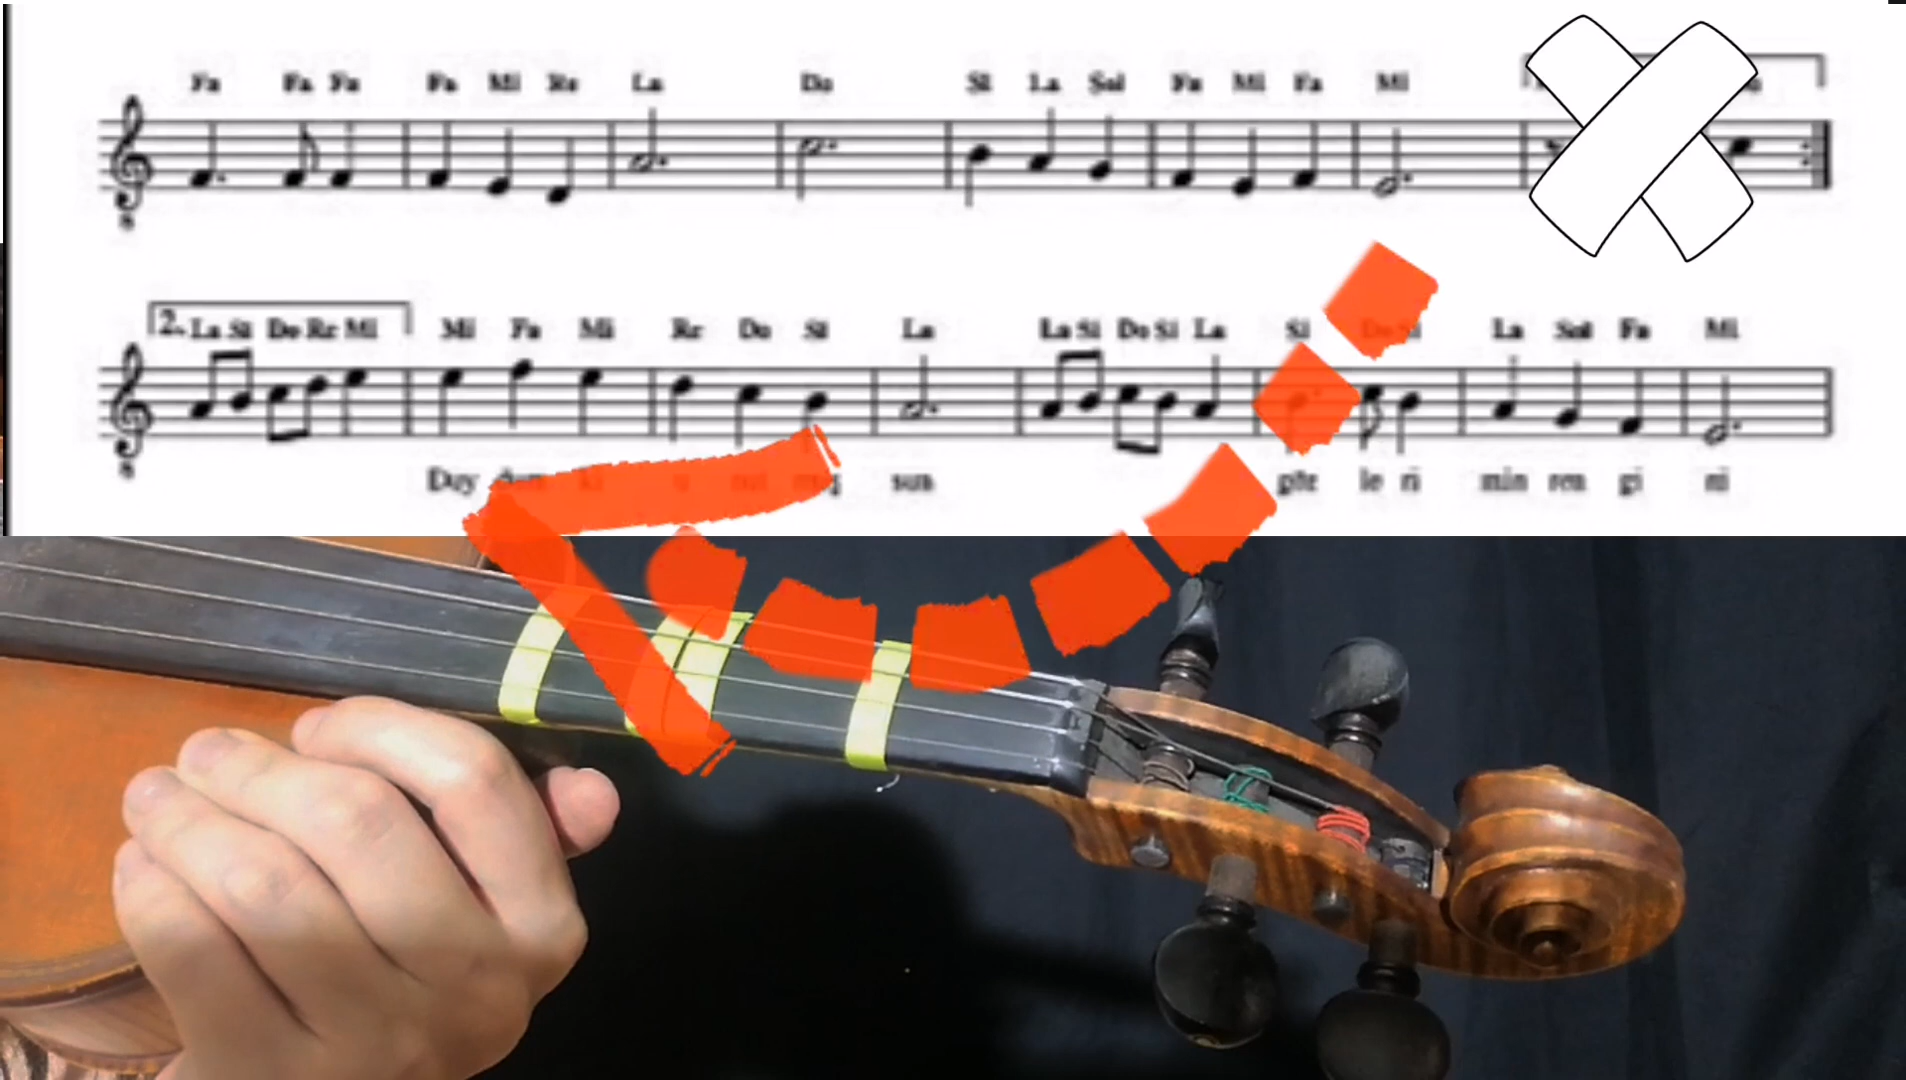 Fa Fa Fa Fa Mi Re La Do Si La Sol Fa Mi Fa Mi
2. La Si Do Re Mi Mi Fa Mi Re Do Si La La Si Do Si La Si Do Si La Sol Fa Mi
Duy sun le ri min ren gi ni